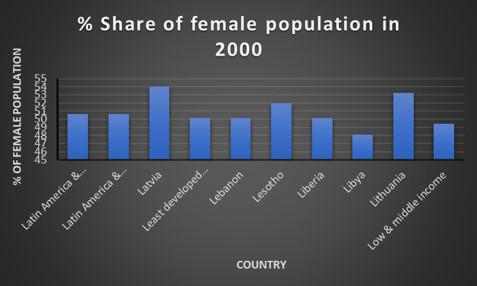 % Share of female population in
2000
% OF FEMALE POPULATION
55
54
53
52
51
50
49
48
47
46
45
Latin America &...
Latin America &...
Latvia
Least developed...
Lebanon
Lesotho
Liberia
Libya
Lithuania
Low & middle income
COUNTRY